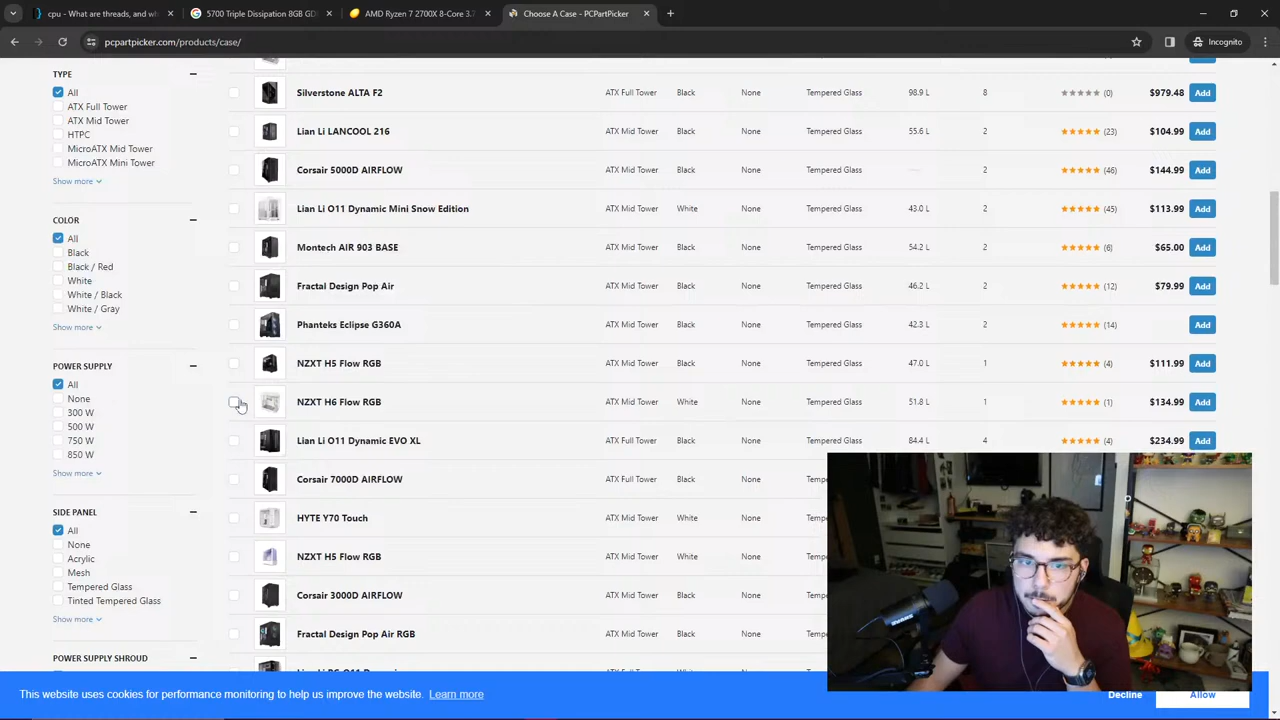 cpu - What are threads, and wh
5700 Triple Dissipation 8GB GD
AMD Ryzen 7 2700X 8-Core 3.
Choose A Case - PCPartPicker
pcpartpicker.com/products/case/
Incognito
TYPE
All
ATX Full Tower
ATX Mid Tower
HTPC
MicroATX Mid Tower
MicroATX Mini Tower
Show more
COLOR
All
Black
Black / Red
White
White / Black
White / Gray
Show more
POWER SUPPLY
All
None
300 W
500 W
750 W
850 W
Show more
SIDE PANEL
All
None
Acrylic
Mesh
Tempered Glass
Tinted Tempered Glass
Show more
POWER SUPPLY SHROUD
Silverstone ALTA F2 ATX Full Tower Black None Tempered Glass 98.9 L 8 (0) $979.48 Add
Lian Li LANCOOL 216 ATX Mid Tower Black None Tempered Glass 55.6 L 2 (23) $104.99 Add
Corsair 5000D AIRFLOW ATX Mid Tower Black None Tempered Glass 2 (46) $144.99 Add
Lian Li O11 Dynamic Mini Snow Edition ATX Mid Tower White None Tempered Glass 43.0 L 2 (45) $113.99 Add
Montech AIR 903 BASE ATX Mid Tower Black None Tempered Glass 54.2 L 2 (6) $65.00 Add
Fractal Design Pop Air ATX Mid Tower Black None Tempered Glass 46.2 L 2 (12) $79.99 Add
Phanteks Eclipse G360A ATX Mid Tower Black None Tempered Glass 42.3 L 2 (14) Add
NZXT H5 Flow RGB ATX Mid Tower Black None Tempered Glass 47.0 L 1 (4) $111.99 Add
NZXT H6 Flow RGB ATX Mid Tower White None Tempered Glass 51.8 L 1 (1) $134.99 Add
Lian Li O11 Dynamic EVO XL ATX Full Tower Black None Tempered Glass 84.4 L 4 (4) $234.99 Add
Corsair 7000D AIRFLOW ATX Full Tower Black None Tempe
HYTE Y70 Touch ATX Mid Tower White None Tempe
NZXT H5 Flow RGB ATX Mid Tower White None Tempe
Corsair 3000D AIRFLOW ATX Mid Tower Black None Tempe
Fractal Design Pop Air RGB ATX Mid Tower Black None Tempe
This website uses cookies for performance monitoring to help us improve the website. Learn more
Decline
Allow